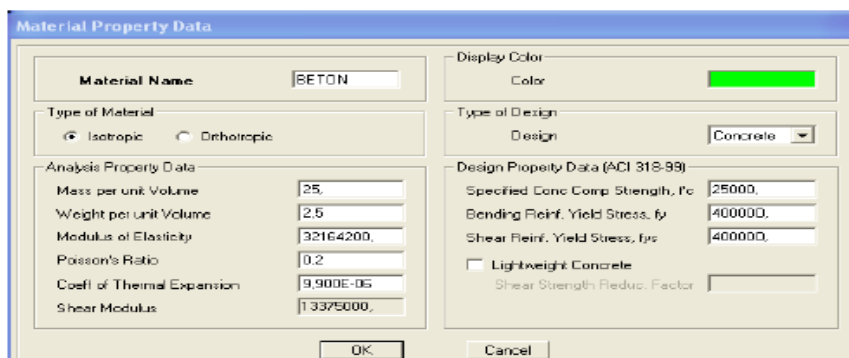 Material Property Data
Material Name BETON
Type of Material
Isotropic Orthotropic
Analysis Property Data
Mass per unit Volume 25,
Weight per unit Volume 2,5
Modulus of Elasticity 32164200,
Poisson's Ratio 0.2
Coeff of Thermal Expansion 9,900E-06
Shear Modulus 13375000,
Display Color
Color
Type of Design
Design Concrete
Design Property Data (ACI 318-99)
Specified Conc Comp Strength, f'c 25000,
Bending Reinf. Yield Stress, fy 400000,
Shear Reinf. Yield Stress, fys 400000,
Lightweight Concrete
Shear Strength Reduc. Factor
OK Cancel